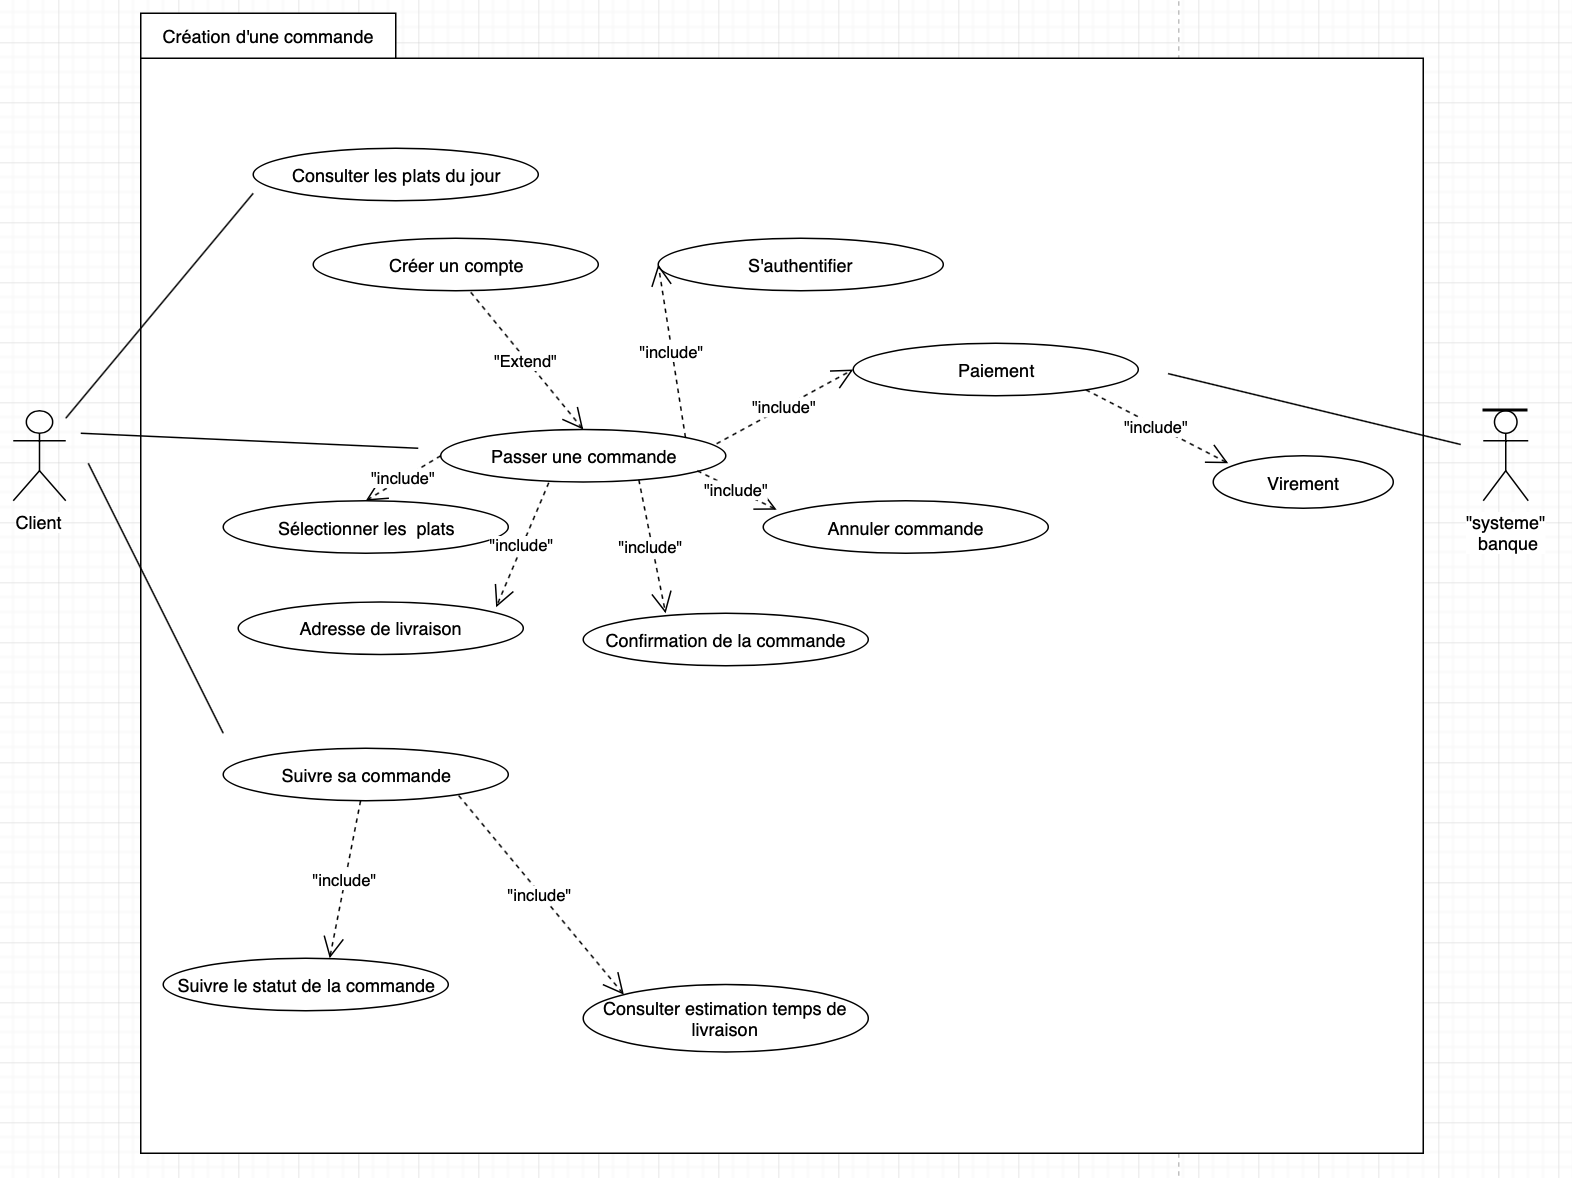 Création d'une commande
Consulter les plats du jour
Créer un compte
S'authentifier
"include"
"Extend"
Paiement
"include"
"include"
Passer une commande
"include"
"include"
Virement
Client
Sélectionner les plats
Annuler commande
"systeme"
banque
"include"
"include"
Adresse de livraison
Confirmation de la commande
Suivre sa commande
"include"
"include"
Suivre le statut de la commande
Consulter estimation temps de
livraison